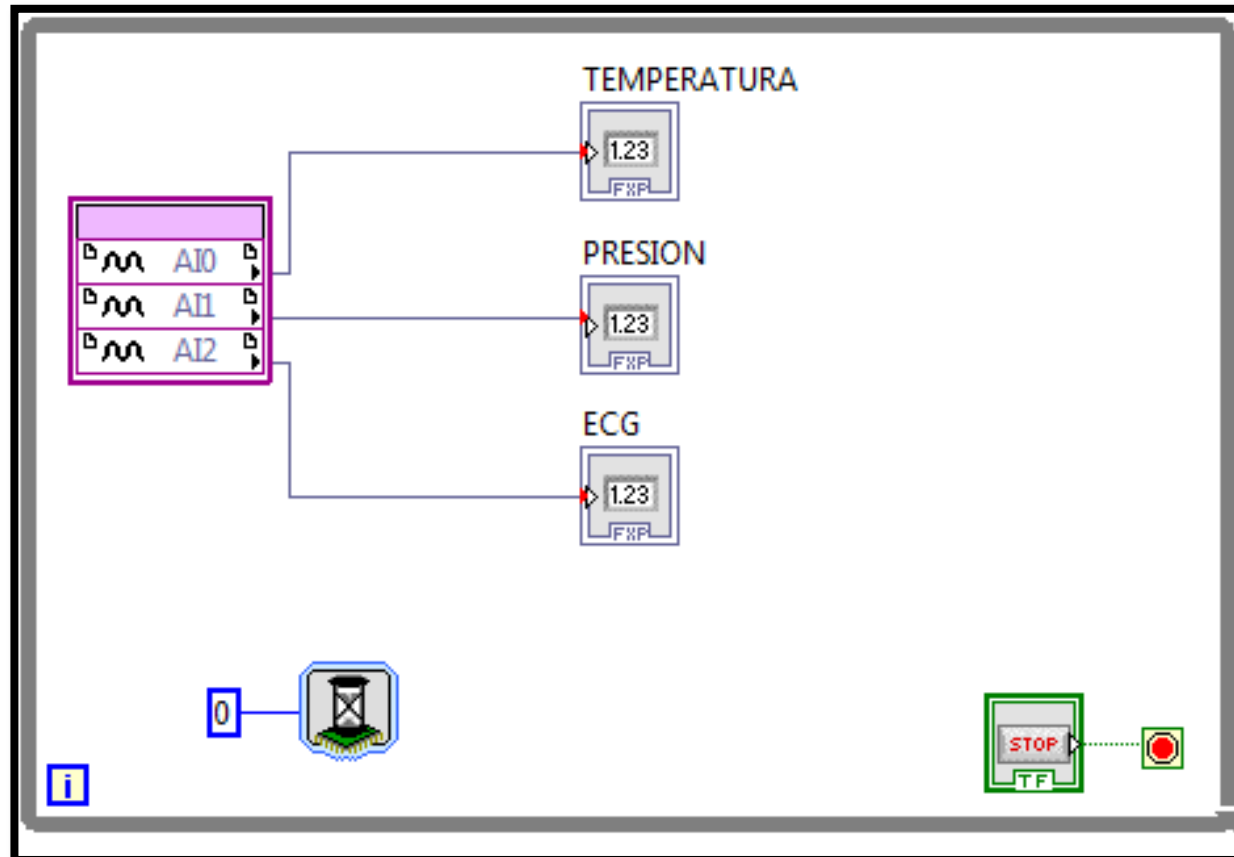 TEMPERATURA
1.23
FXP
AI0
AI1
AI2
PRESION
1.23
FXP
ECG
1.23
FXP
0
STOP
TF
i